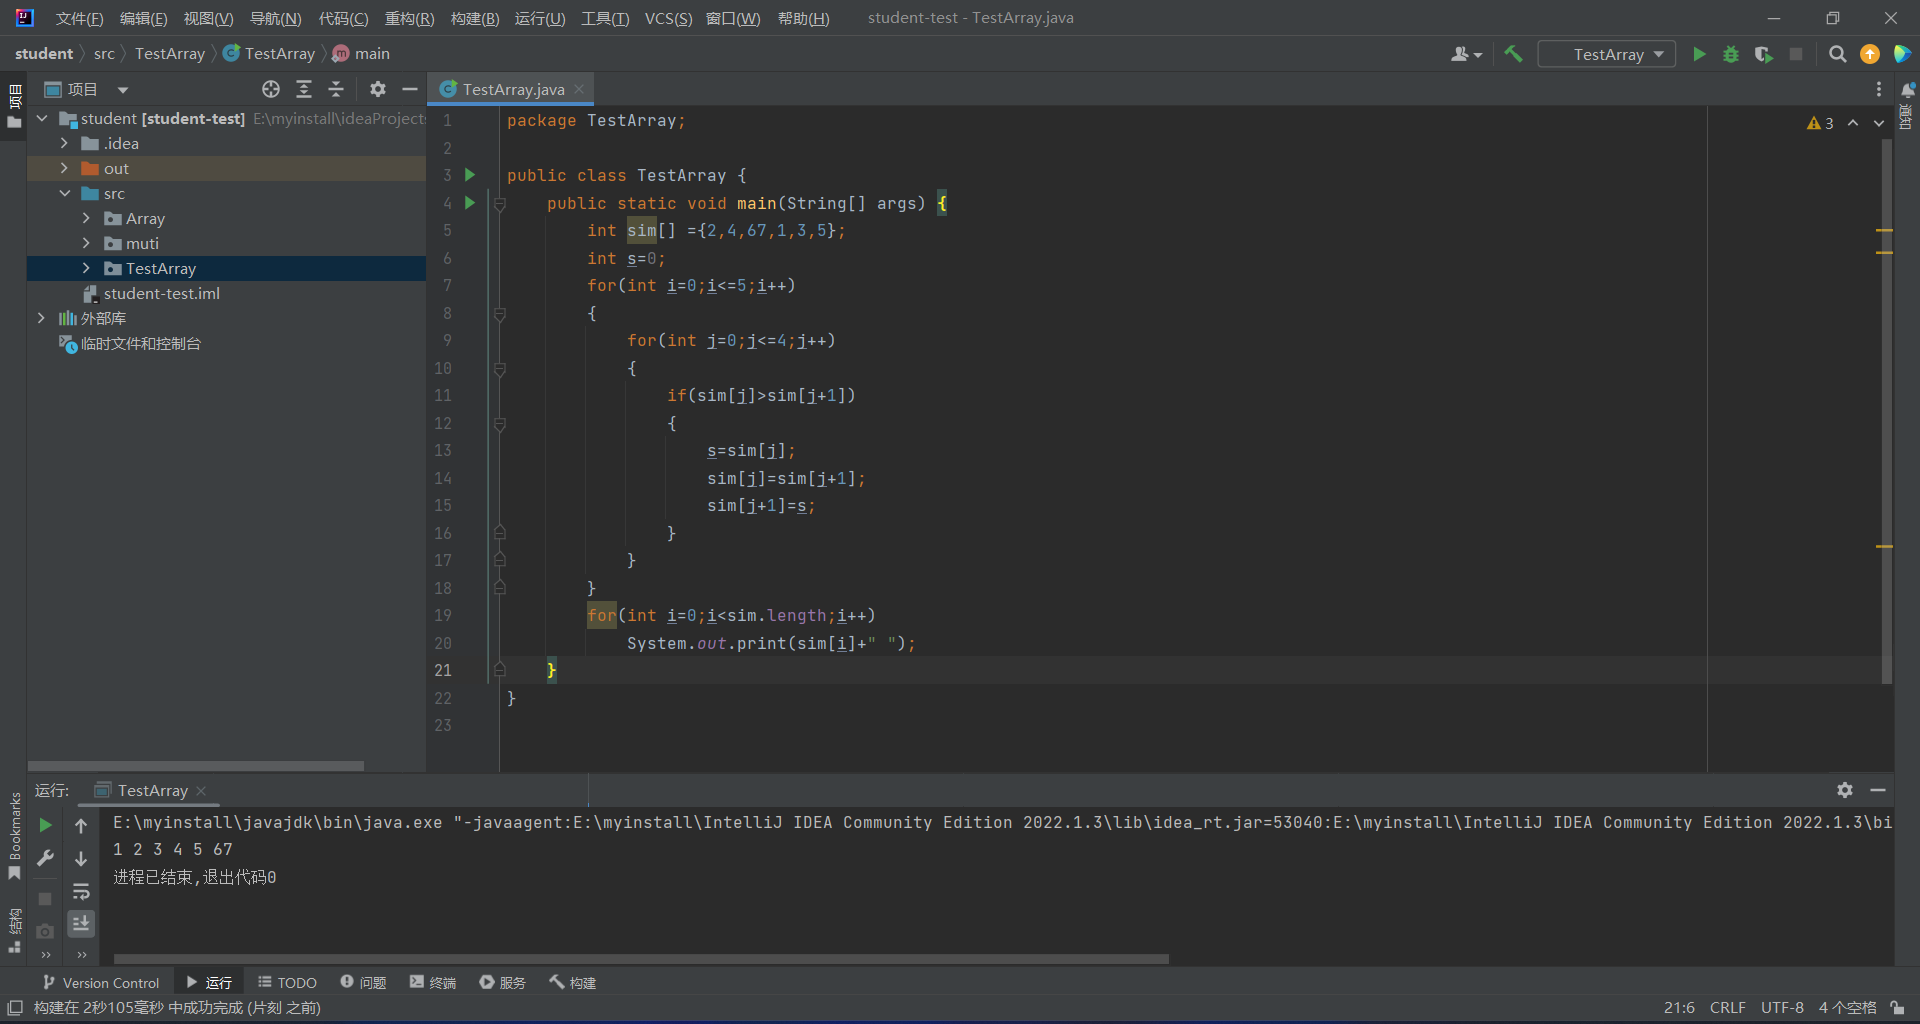 文件(F) 编辑(E) 视图(V) 导航(N) 代码(C) 重构(R) 构建(B) 运行(U) 工具(T) VCS(S) 窗口(W) 帮助(H) student-test - TestArray.java
student src TestArray TestArray main
TestArray
项目
项目
TestArray.java
通知
student [student-test] E:\myinstall\ideaProjects
.idea
out
src
Array
muti
TestArray
student-test.iml
外部库
临时文件和控制台
3
1 package TestArray;
2
3 public class TestArray {
4 public static void main(String[] args) {
5 int sim[] ={2,4,67,1,3,5};
6 int s=0;
7 for(int i=0;i<=5;i++)
8 {
9 for(int j=0;j<=4;j++)
10 {
11 if(sim[j]>sim[j+1])
12 {
13 s=sim[j];
14 sim[j]=sim[j+1];
15 sim[j+1]=s;
16 }
17 }
18 }
19 for(int i=0;i<sim.length;i++)
20 System.out.print(sim[i]+" ");
21 }
22 }
23
运行: TestArray
Bookmarks
结构
E:\myinstall\javajdk\bin\java.exe "-javaagent:E:\myinstall\IntelliJ IDEA Community Edition 2022.1.3\lib\idea_rt.jar=53040:E:\myinstall\IntelliJ IDEA Community Edition 2022.1.3\bi
1 2 3 4 5 67
进程已结束,退出代码0
Version Control 运行 TODO 问题 终端 服务 构建
构建在 2秒105毫秒 中成功完成 (片刻 之前) 21:6 CRLF UTF-8 4 个空格